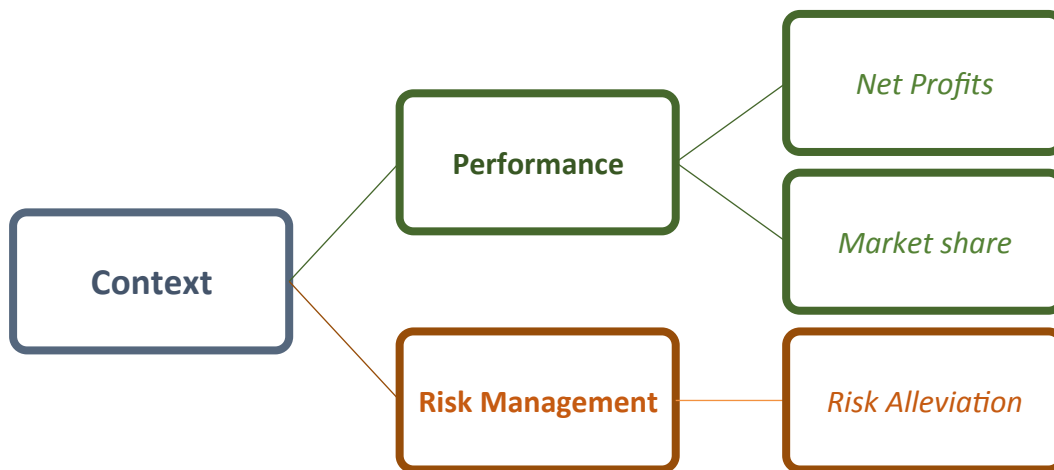 Net Profits
Performance
Market share
Context
Risk Management
Risk Alleviation